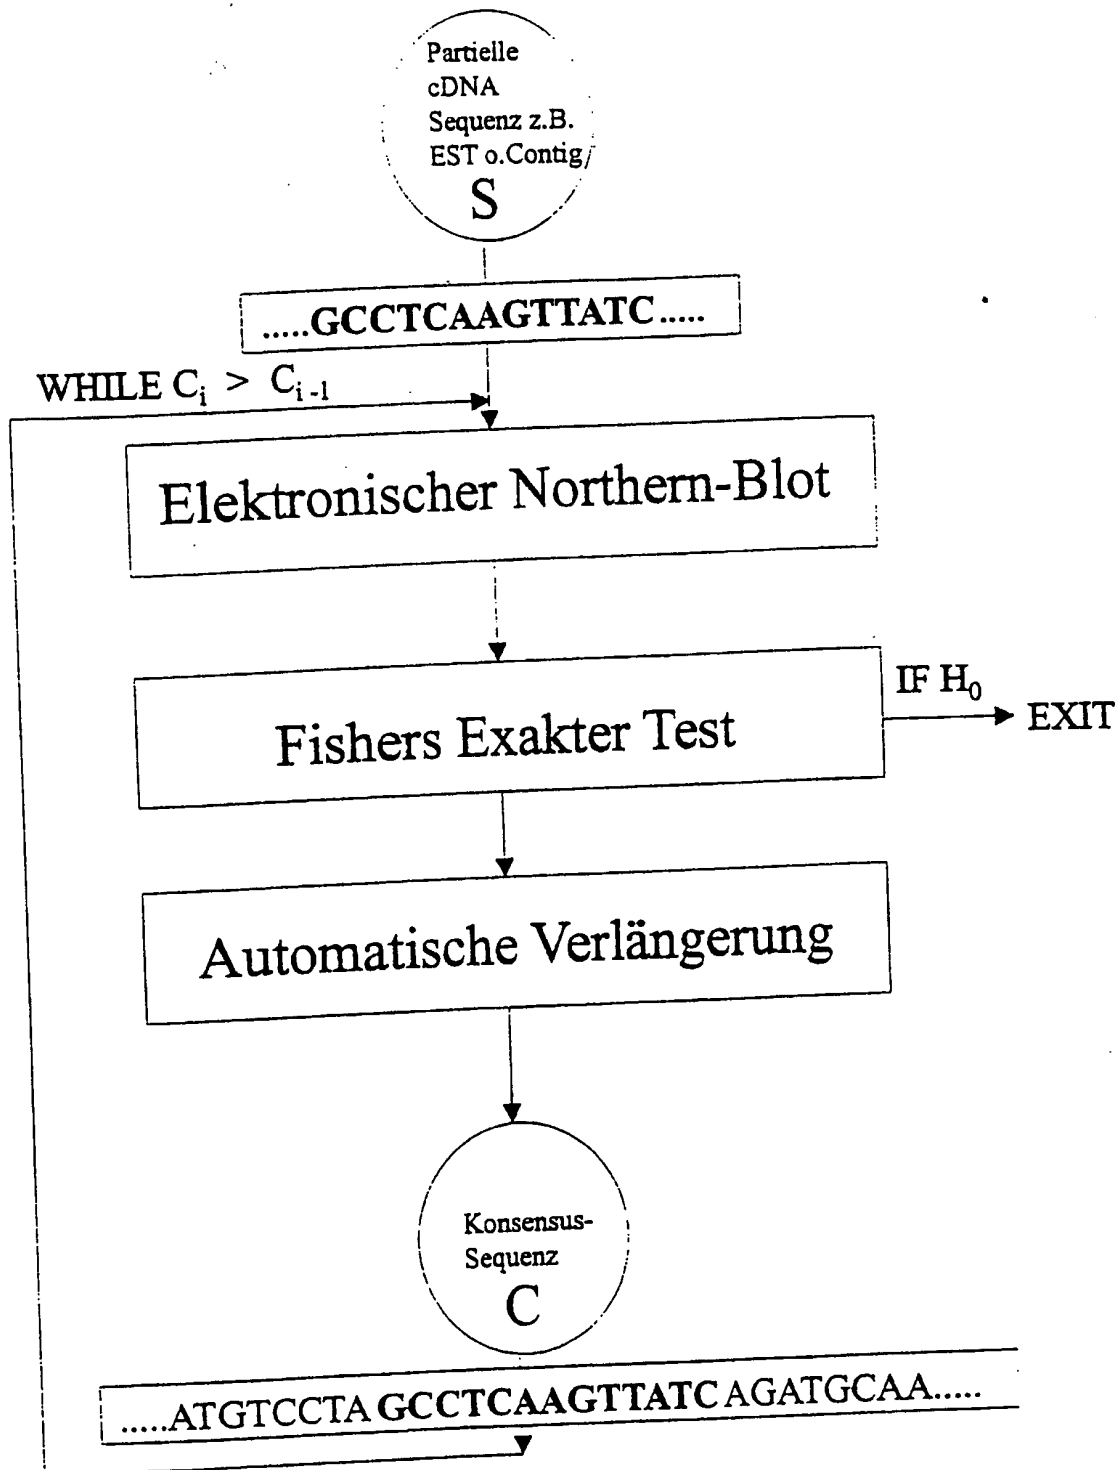 Partielle
cDNA
Sequenz z.B.
EST o.Contig
S
.....GCCTCAAGTTATC.....
WHILE Ci > Ci-1
Elektronischer Northern-Blot
Fishers Exakter Test
IF H0
EXIT
Automatische Verlängerung
Konsensus-
Sequenz
C
.....ATGTCCTA GCCTCAAGTTATC AGATGCAA.....